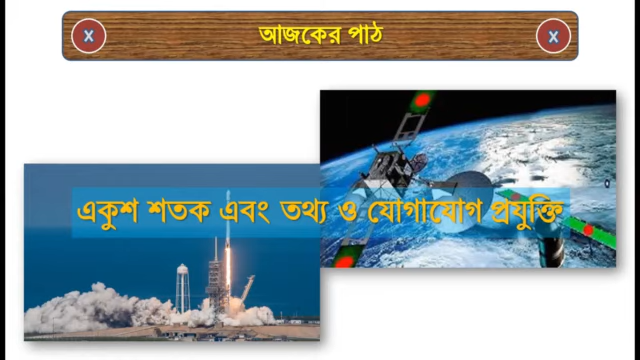 x আজকের পাঠ x
একুশ শতক এবং তথ্য ও যোগাযোগ প্রযুক্তি